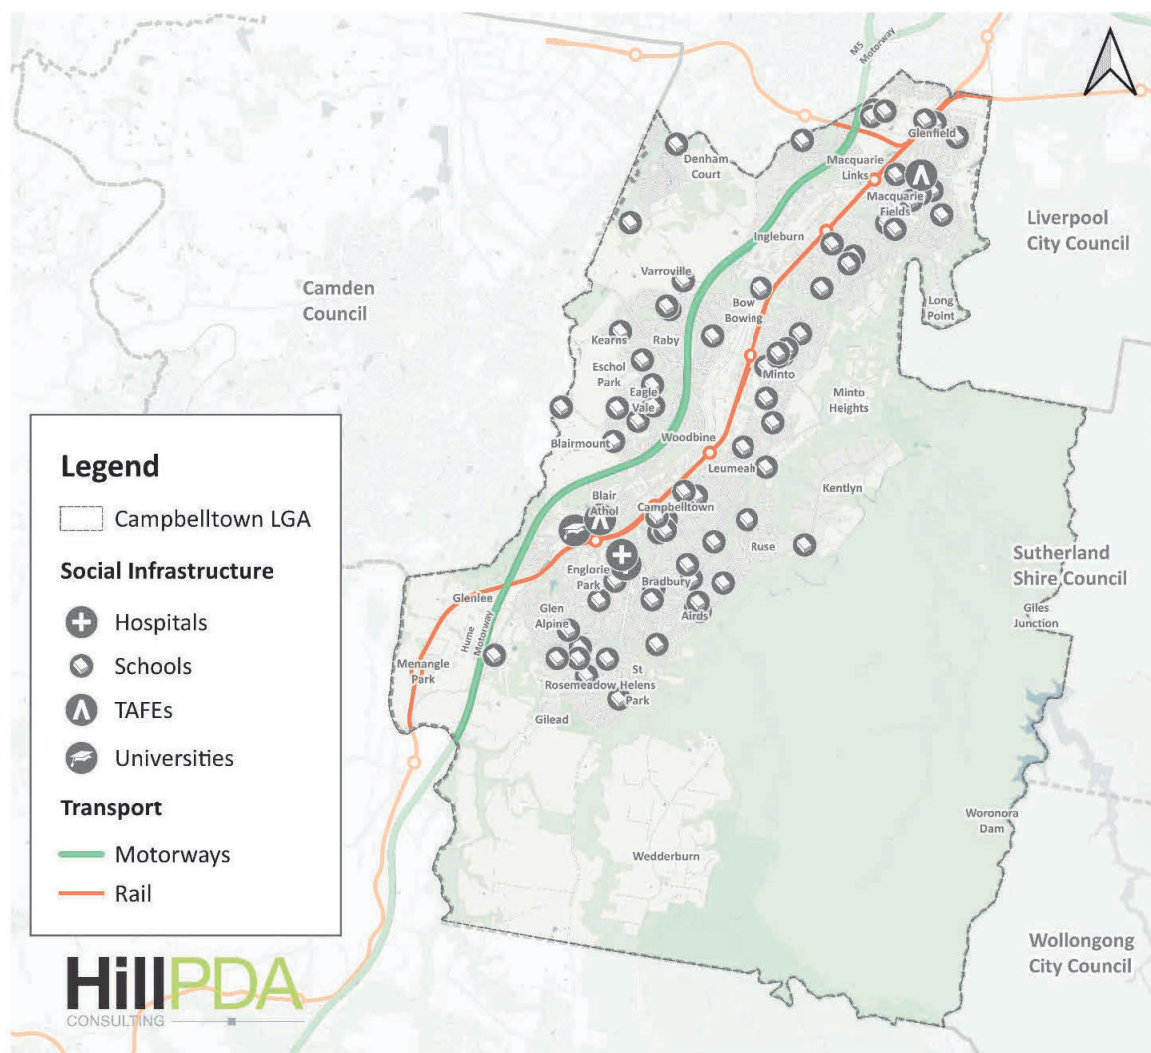 M5
Motorway
Glenfield
Denham
Court
Macquarie
Links
Macquarie
Fields
Liverpool
City Council
Ingleburn
Varroville
Camden
Council
Bow
Bowing
Long
Point
Kearns
Raby
Eschol
Park
Minto
Eagle
Vale
Minto
Heights
Blairmount
Woodbine
Leumeah
Kentlyn
Blair
Athol
Campbelltown
Ruse
Sutherland
Shire Council
Englorie
Park
Bradbury
Giles
Junction
Glenlee
Glen
Alpine
Airds
Hume
Motorway
Menangle
Park
St
Helens
Park
Rosemeadow
Gilead
Woronora
Dam
Wedderburn
Wollongong
City Council
Legend
Campbelltown LGA
Social Infrastructure
Hospitals
Schools
TAFEs
Universities
Transport
Motorways
Rail
HillPDA
CONSULTING